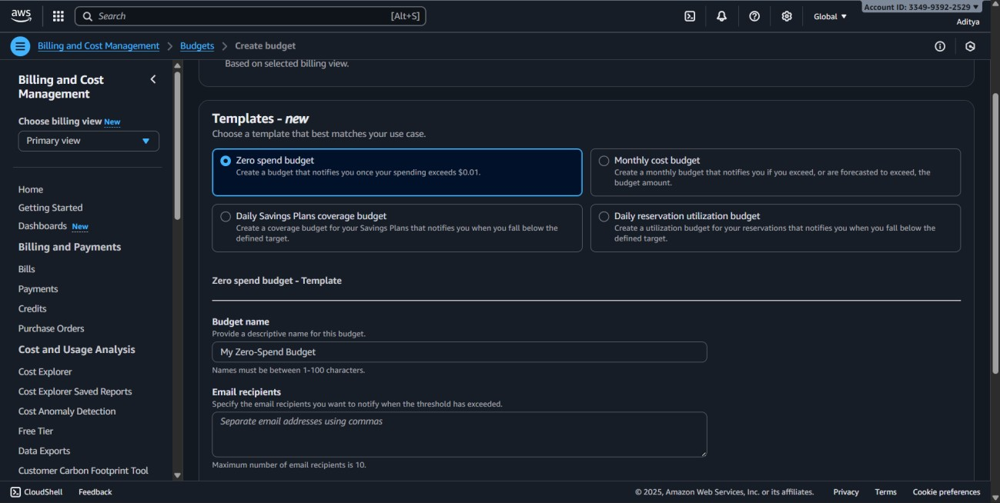 aws
Search
[Alt+S]
Global
Account ID: 3349-9392-2529
Aditya
Billing and Cost Management
Budgets
Create budget
Billing and Cost
Management
Choose billing view New
Primary view
Home
Getting Started
Dashboards New
Billing and Payments
Bills
Payments
Credits
Purchase Orders
Cost and Usage Analysis
Cost Explorer
Cost Explorer Saved Reports
Cost Anomaly Detection
Free Tier
Data Exports
Customer Carbon Footprint Tool
Based on selected billing view.
Templates - new
Choose a template that best matches your use case.
Zero spend budget
Create a budget that notifies you once your spending exceeds $0.01.
Monthly cost budget
Create a monthly budget that notifies you if you exceed, or are forecasted to exceed, the
budget amount.
Daily Savings Plans coverage budget
Create a coverage budget for your Savings Plans that notifies you when you fall below the
defined target.
Daily reservation utilization budget
Create a utilization budget for your reservations that notifies you when you fall below the
defined target.
Zero spend budget - Template
Budget name
Provide a descriptive name for this budget.
My Zero-Spend Budget
Names must be between 1-100 characters.
Email recipients
Specify the email recipients you want to notify when the threshold has exceeded.
Separate email addresses using commas
Maximum number of email recipients is 10.
CloudShell
Feedback
© 2025, Amazon Web Services, Inc. or its affiliates.
Privacy
Terms
Cookie preferences